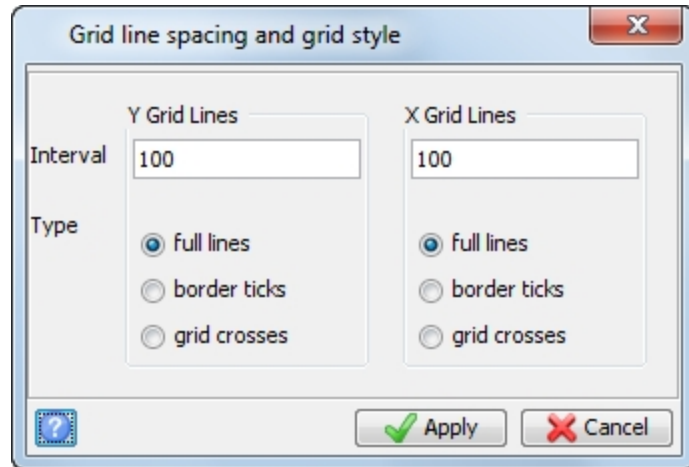 Grid line spacing and grid style
Y Grid Lines X Grid Lines
Interval 100 100
Type
full lines full lines
border ticks border ticks
grid crosses grid crosses
? Apply Cancel